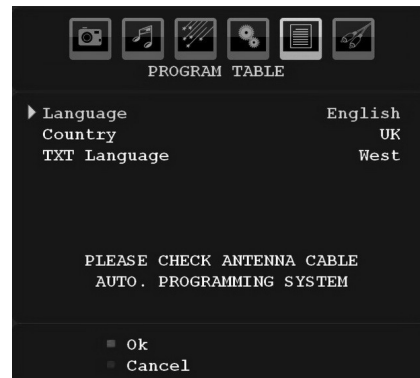 PROGRAM TABLE
Language English
Country UK
TXT Language West
PLEASE CHECK ANTENNA CABLE
AUTO. PROGRAMMING SYSTEM
Ok
Cancel